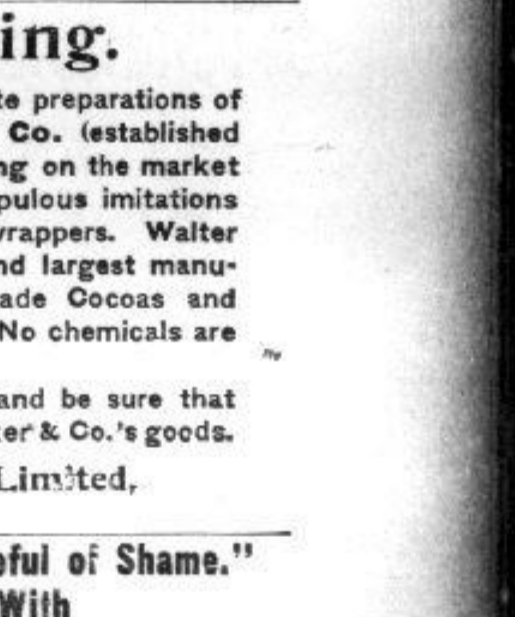 ing.
te preparations of
Co. (established
ng on the market
pulous imitations
wrappers. Walter
nd largest manu-
ade Cocoas and
No chemicals are
and be sure that
ker & Co.'s goods.
Limited,
eful of Shame."
With